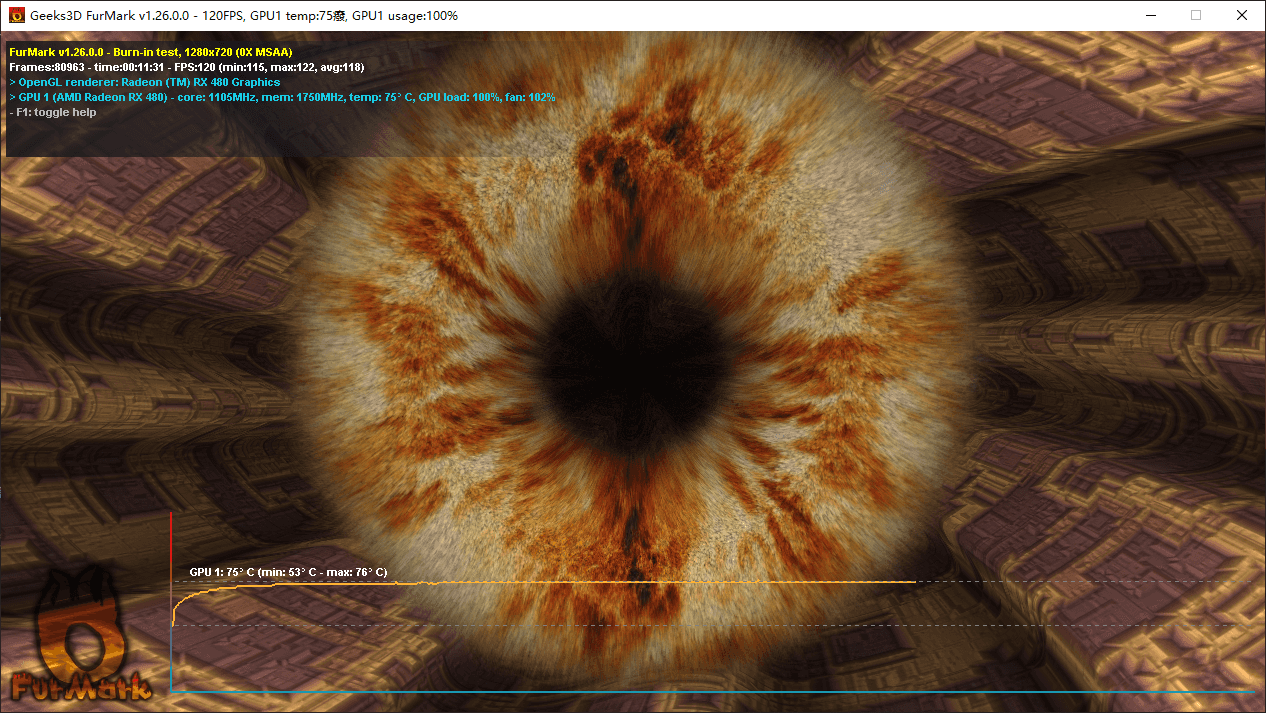 Geeks3D FurMark v1.26.0.0 - 120FPS, GPU1 temp:75癈, GPU1 usage:100%
FurMark v1.26.0.0 - Burn-in test, 1280x720 (0X MSAA)
Frames:80963 - time:00:11:31 - FPS:120 (min:115, max:122, avg:118)
> OpenGL renderer: Radeon (TM) RX 480 Graphics
> GPU 1 (AMD Radeon RX 480) - core: 1105MHz, mem: 1750MHz, temp: 75° C, GPU load: 100%, fan: 102%
- F1: toggle help
GPU 1: 75° C (min: 53° C - max: 76° C)
FurMark